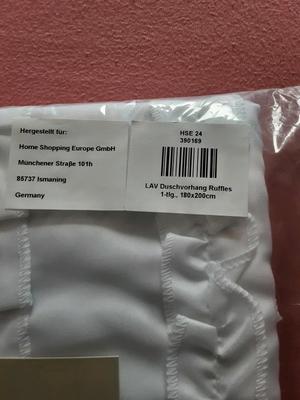 Hergestellt für:
Home Shopping Europe GmbH
Münchener Straße 101h
85737 Ismaning
Germany
HSE 24
390169
LAV Duschvorhang Ruffles
1-tlg., 180x200cm